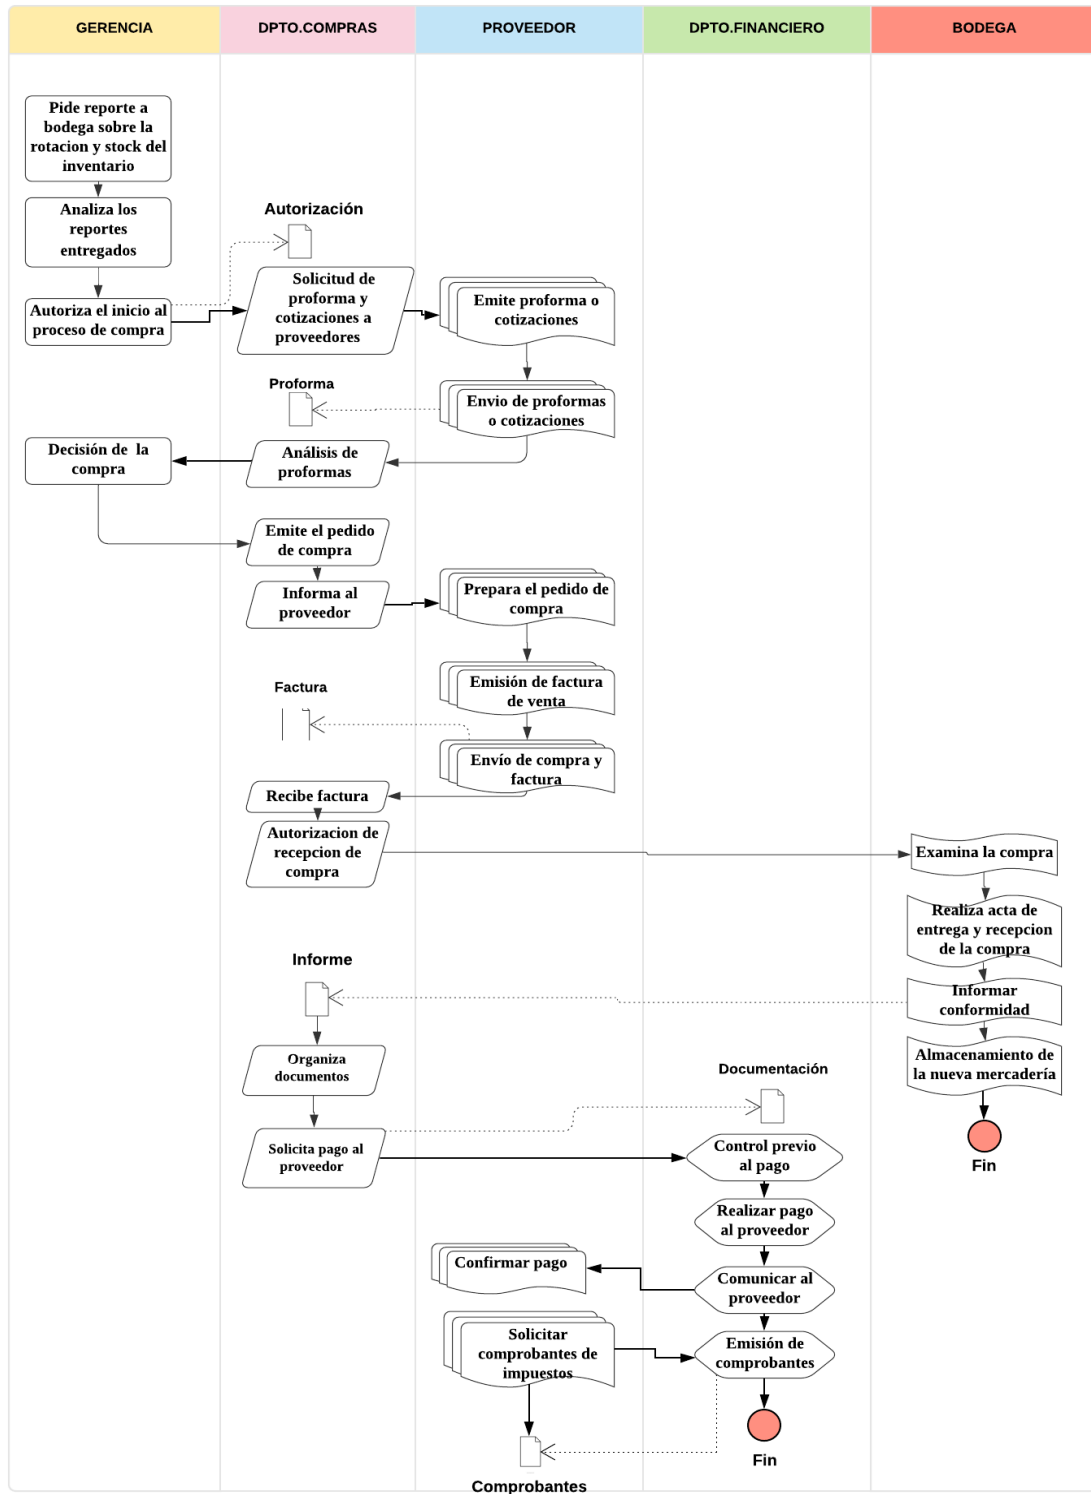 GERENCIA
DPTO.COMPRAS
PROVEEDOR
DPTO.FINANCIERO
BODEGA
Pide reporte a
bodega sobre la
rotacion y stock del
inventario
Analiza los
reportes
entregados
Autorización
Autoriza el inicio al
proceso de compra
Solicitud de
proforma y
cotizaciones a
proveedores
Emite proforma o
cotizaciones
Proforma
Envio de proformas
o cotizaciones
Decisión de la
compra
Análisis de
proformas
Emite el pedido
de compra
Informa al
proveedor
Prepara el pedido de
compra
Factura
Emisión de factura
de venta
Envío de compra y
factura
Recibe factura
Autorizacion de
recepcion de
compra
Examina la compra
Realiza acta de
entrega y recepcion
de la compra
Informe
Informar
conformidad
Organiza
documentos
Almacenamiento de
la nueva mercadería
Documentación
Solicita pago al
proveedor
Control previo
al pago
Fin
Realizar pago
al proveedor
Confirmar pago
Comunicar al
proveedor
Solicitar
comprobantes de
impuestos
Emisión de
comprobantes
Fin
Comprobantes